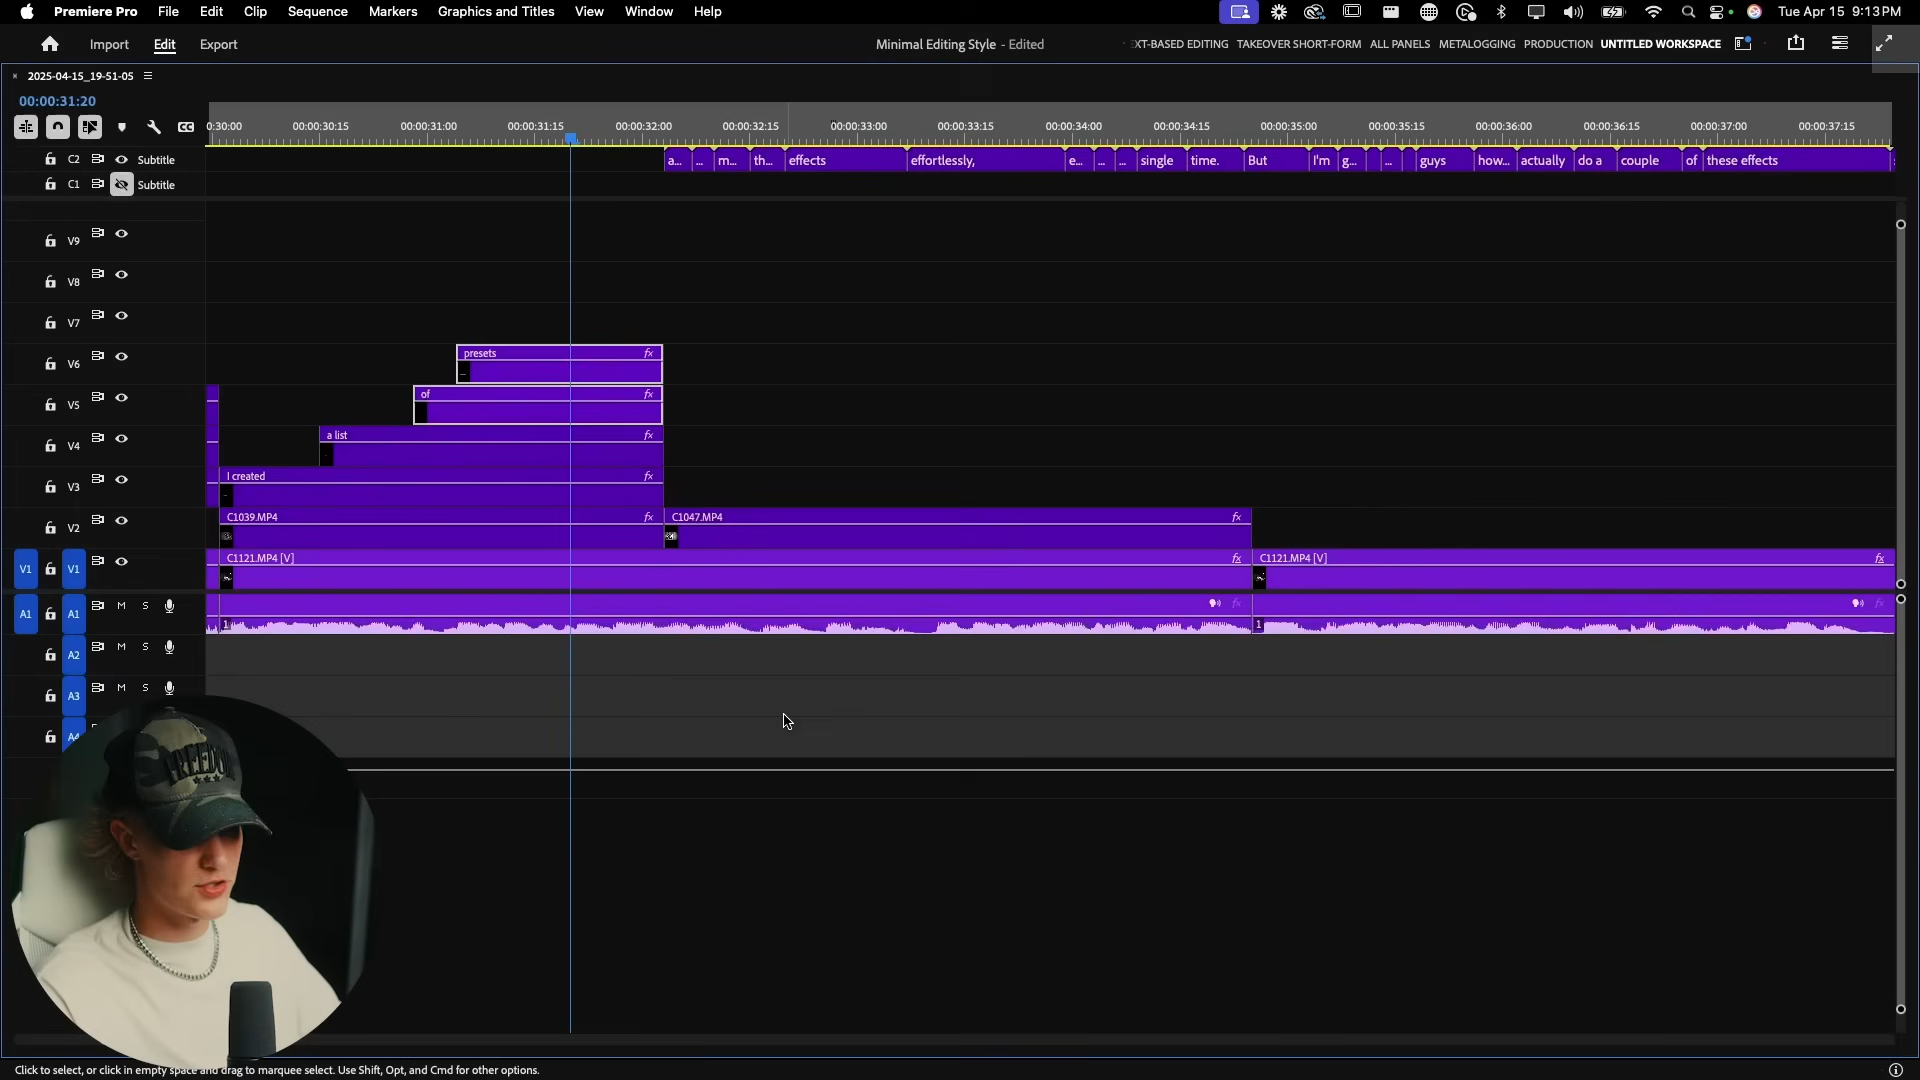 Premiere Pro File Edit Clip Sequence Markers Graphics and Titles View Window Help Tue Apr 15 9:13 PM
Import Edit Export Minimal Editing Style - Edited XT-BASED EDITING TAKEOVER SHORT-FORM ALL PANELS METALOGGING PRODUCTION UNTITLED WORKSPACE
2025-04-15_19-51-05
00:00:31:20
CC 0:30:00 00:00:30:15 00:00:31:00 00:00:31:15 00:00:32:00 00:00:32:15 00:00:33:00 00:00:33:15 00:00:34:00 00:00:34:15 00:00:35:00 00:00:35:15 00:00:36:00 00:00:36:15 00:00:37:00 00:00:37:15
C2 Subtitle a... ... m... th... effects effortlessly, e... ... ... single time. But I'm g... ... guys how... actually do a couple of these effects
C1 Subtitle
V9
V8
V7
V6 presets fx
V5 of fx
V4 a list fx
V3 I created fx
V2 C1039.MP4 fx C1047.MP4 fx
V1 V1 C1121.MP4 [V] fx C1121.MP4 [V] fx
A1 A1 M S fx fx
1 1
A2 M S
A3 M S
A4
FREEDOM
Click to select, or click in empty space and drag to marquee select. Use Shift, Opt, and Cmd for other options.